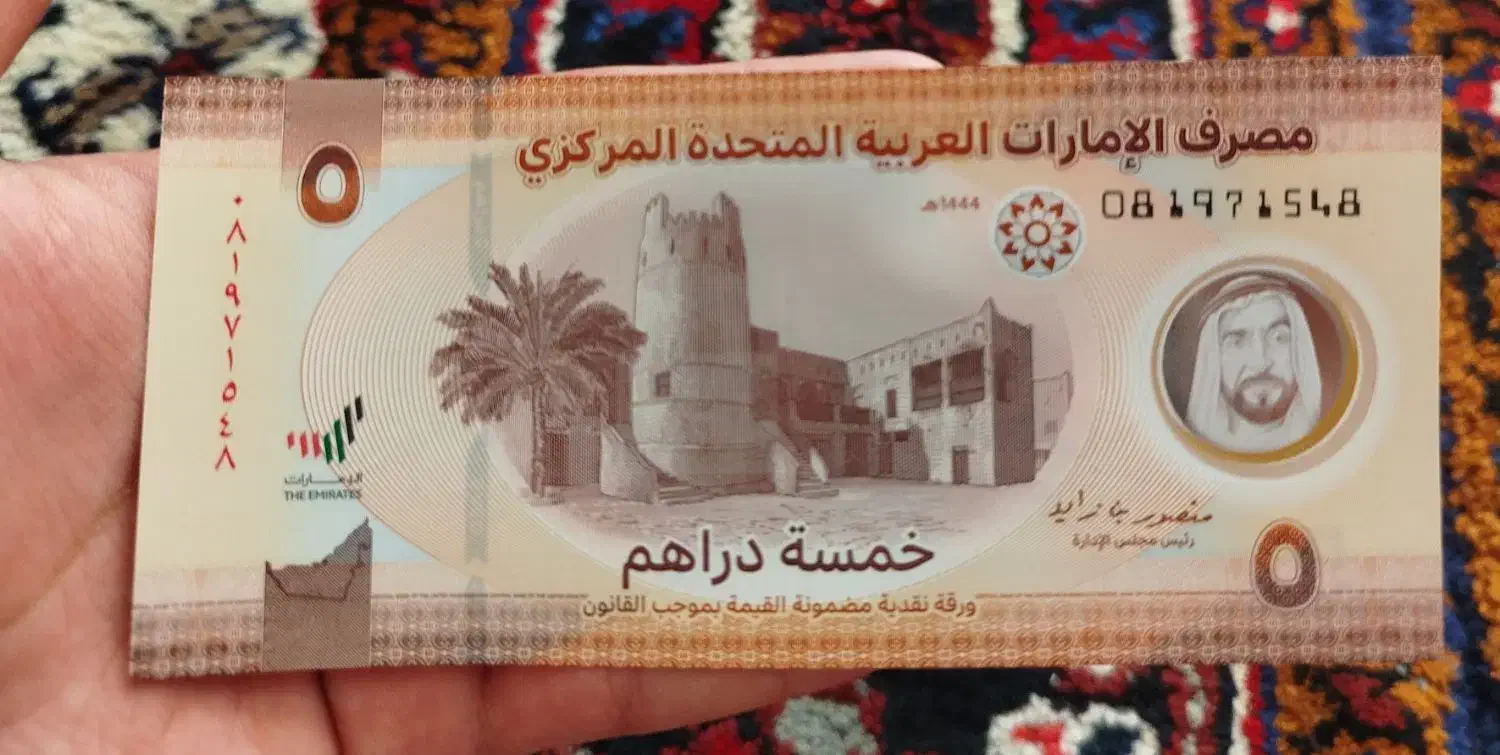 مصرف الإمارات العربية المتحدة المركزي
٥
1444هـ
081971548
٠٨١٩٧١٥٤٨
الإمارات
THE EMIRATES
منصور بن زايد
رئيس مجلس الإدارة
خمسة دراهم
٥
ورقة نقدية مضمونة القيمة بموجب القانون